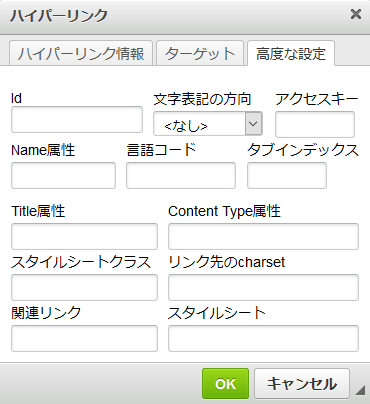 ハイパーリンク
ハイパーリンク情報 ターゲット 高度な設定
Id 文字表記の方向 アクセスキー
<なし>
Name属性 言語コード タブインデックス
Title属性 Content Type属性
スタイルシートクラス リンク先のcharset
関連リンク スタイルシート
OK キャンセル